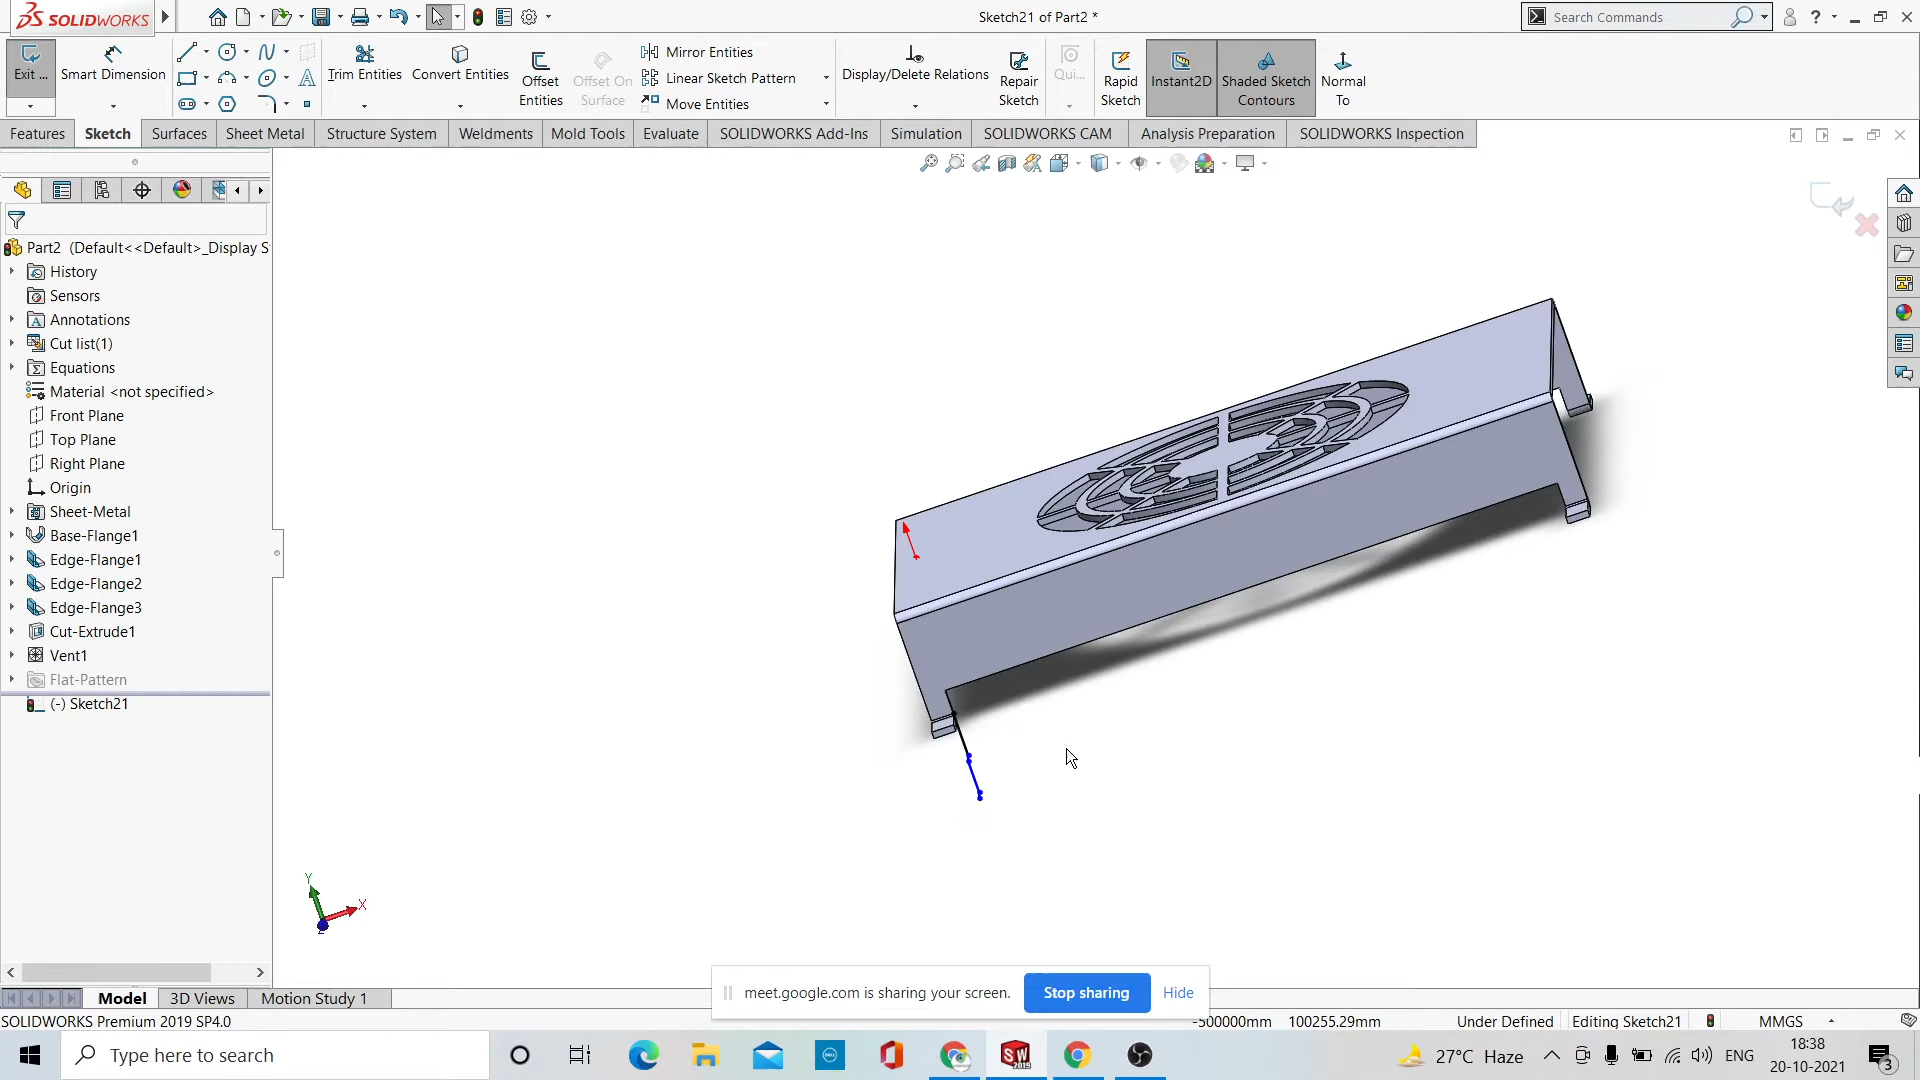 SOLIDWORKS
Sketch21 of Part2 *
Search Commands
?
Exit ...
Smart Dimension
Trim Entities
Convert Entities
Offset
Entities
Offset On
Surface
Mirror Entities
Linear Sketch Pattern
Move Entities
Display/Delete Relations
Repair
Sketch
Qui...
Rapid
Sketch
Instant2D
Shaded Sketch
Contours
Normal
To
Features
Sketch
Surfaces
Sheet Metal
Structure System
Weldments
Mold Tools
Evaluate
SOLIDWORKS Add-Ins
Simulation
SOLIDWORKS CAM
Analysis Preparation
SOLIDWORKS Inspection
Part2 (Default<<Default>_Display S
History
Sensors
Annotations
Cut list(1)
Equations
Material <not specified>
Front Plane
Top Plane
Right Plane
Origin
Sheet-Metal
Base-Flange1
Edge-Flange1
Edge-Flange2
Edge-Flange3
Cut-Extrude1
Vent1
Flat-Pattern
(-) Sketch21
Y
X
Z
Model
3D Views
Motion Study 1
meet.google.com is sharing your screen.
Stop sharing
Hide
SOLIDWORKS Premium 2019 SP4.0
-500000mm
100255.29mm
Under Defined
Editing Sketch21
MMGS
Type here to search
27°C Haze
ENG
18:38
20-10-2021
3